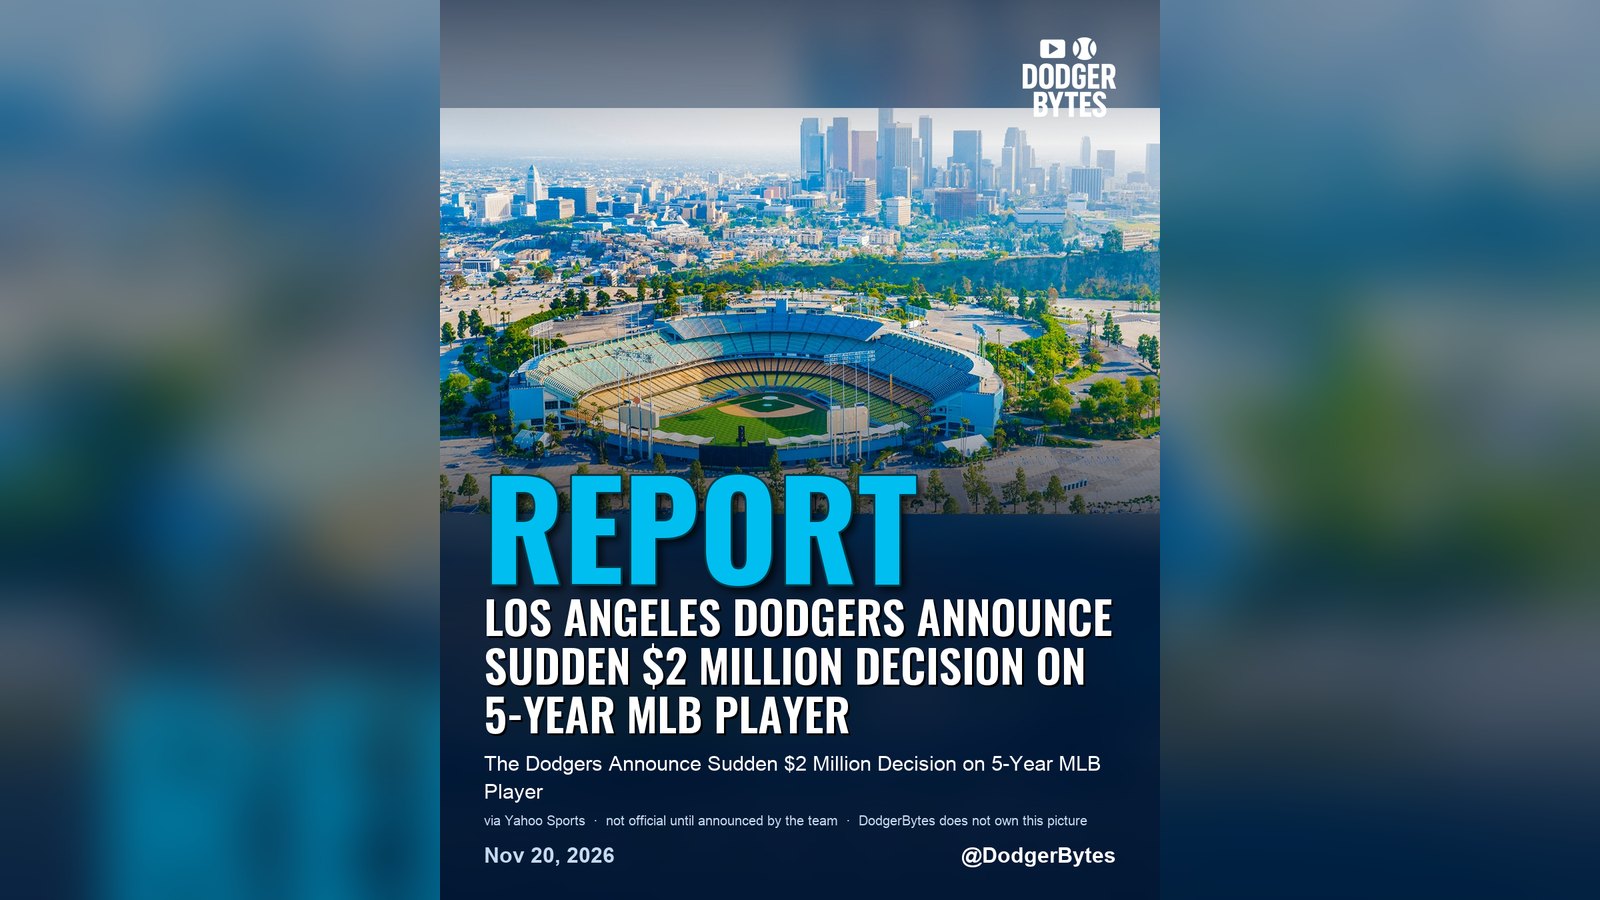 DODGER
BYTES
REPORT
LOS ANGELES DODGERS ANNOUNCE
SUDDEN $2 MILLION DECISION ON
5-YEAR MLB PLAYER
The Dodgers Announce Sudden $2 Million Decision on 5-Year MLB
Player
via Yahoo Sports · not official until announced by the team · DodgerBytes does not own this picture
Nov 20, 2026
@DodgerBytes